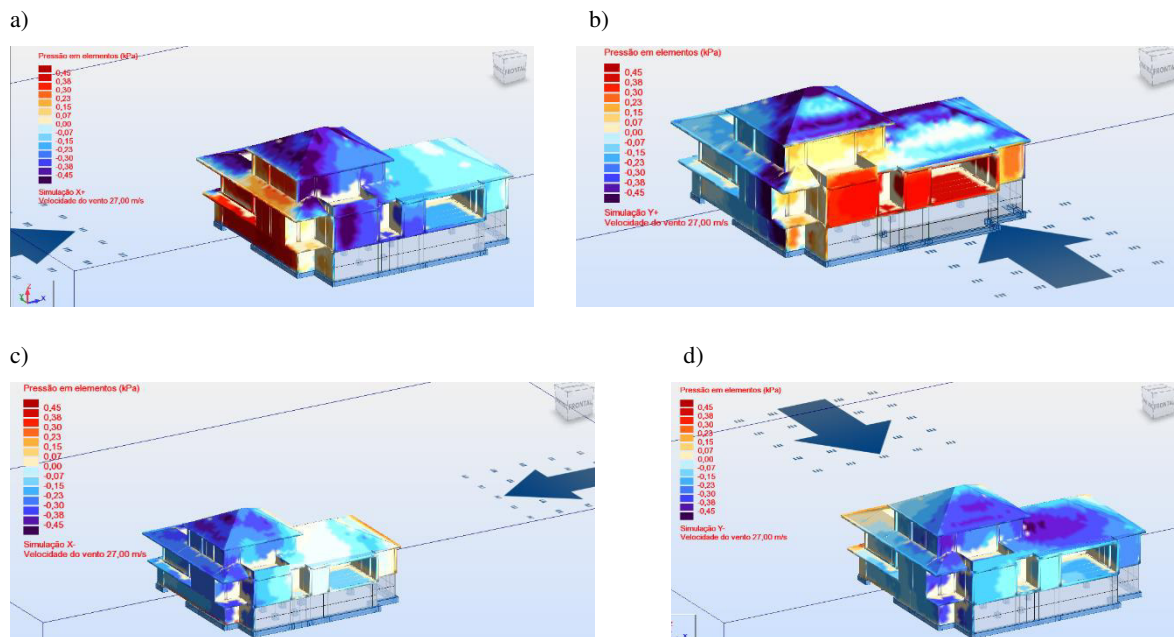 a)
Pressão em elementos (kPa)
0,45
0,38
0,30
0,23
0,15
0,07
0,00
-0,07
-0,15
-0,23
-0,30
-0,38
-0,45
Simulação X+
Velocidade do vento 27,00 m/s
FRONTAL
Z
Y
X
b)
Pressão em elementos (kPa)
0,45
0,38
0,30
0,23
0,15
0,07
0,00
-0,07
-0,15
-0,23
-0,30
-0,38
-0,45
Simulação Y+
Velocidade do vento 27,00 m/s
FRONTAL
c)
Pressão em elementos (kPa)
0,45
0,38
0,30
0,23
0,15
0,07
0,00
-0,07
-0,15
-0,23
-0,30
-0,38
-0,45
Simulação X-
Velocidade do vento 27,00 m/s
FRONTAL
d)
Pressão em elementos (kPa)
0,45
0,38
0,30
0,23
0,15
0,07
0,00
-0,07
-0,15
-0,23
-0,30
-0,38
-0,45
Simulação Y-
Velocidade do vento 27,00 m/s
FRONTAL
x